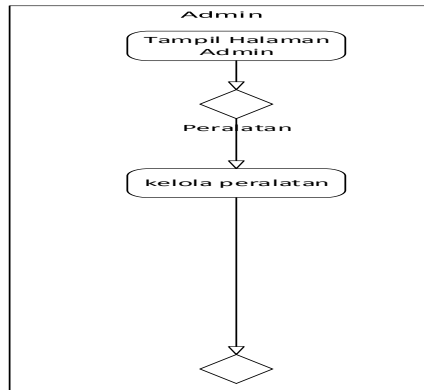 Admin
Tampil Halaman
Admin
Peralatan
kelola peralatan